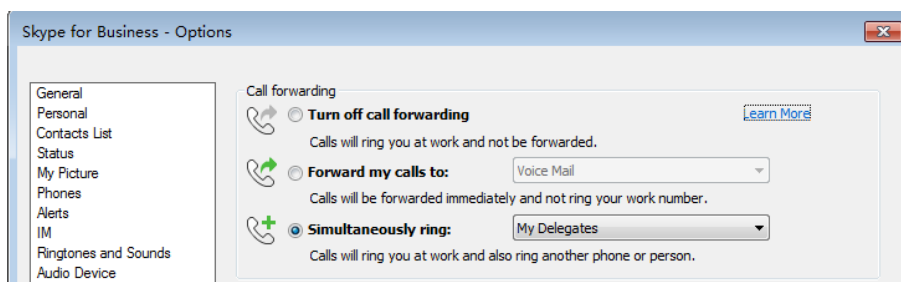 Skype for Business - Options
General
Personal
Contacts List
Status
My Picture
Phones
Alerts
IM
Ringtones and Sounds
Audio Device
Call forwarding
Turn off call forwarding
Learn More
Calls will ring you at work and not be forwarded.
Forward my calls to:
Voice Mail
Calls will be forwarded immediately and not ring your work number.
Simultaneously ring:
My Delegates
Calls will ring you at work and also ring another phone or person.